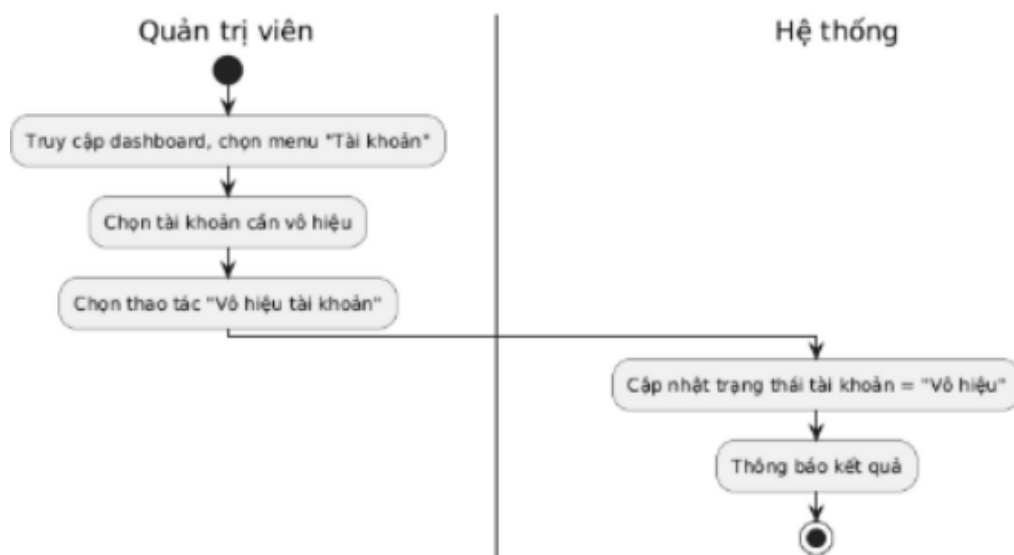 Quản trị viên
Hệ thống
Truy cập dashboard, chọn menu "Tài khoản"
Chọn tài khoản cần vô hiệu
Chọn thao tác "Vô hiệu tài khoản"
Cập nhật trạng thái tài khoản = "Vô hiệu"
Thông báo kết quả